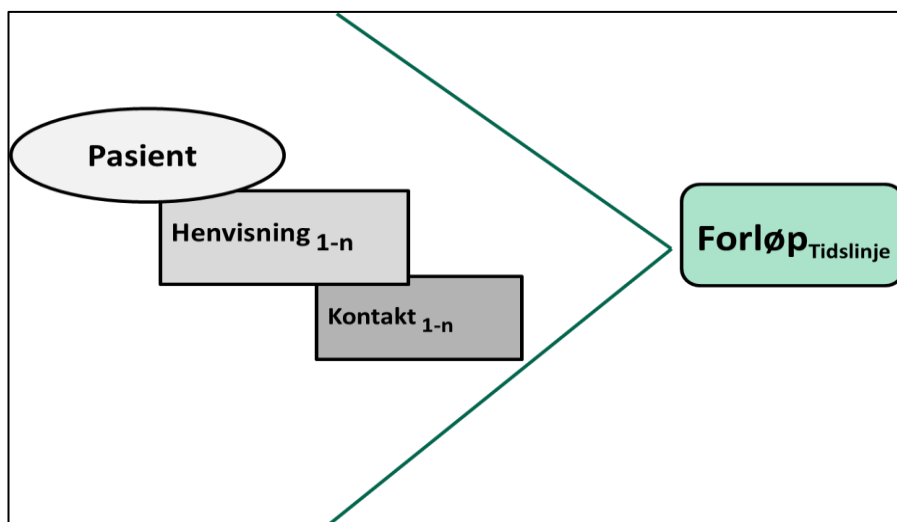 Pasient
Henvisning 1-n
Kontakt 1-n
Forløp Tidslinje